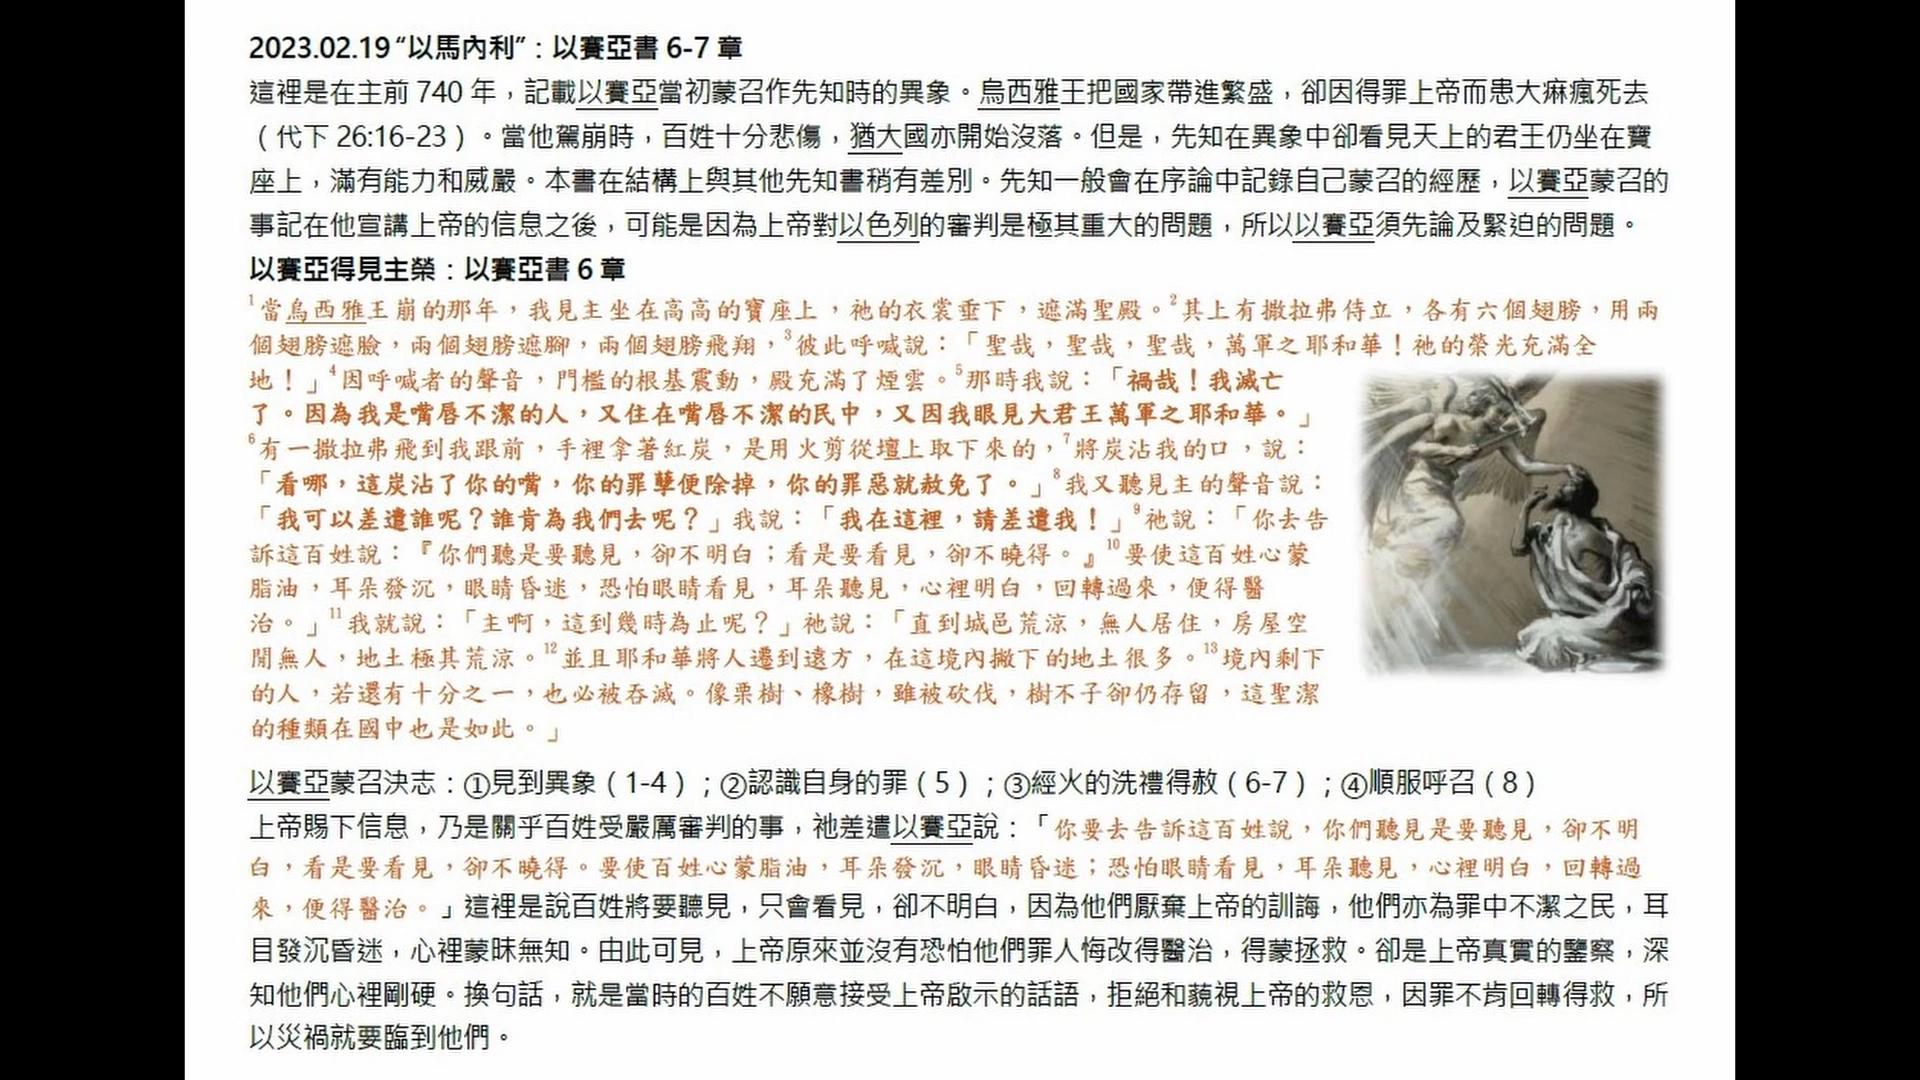 2023.02.19 “以馬內利”：以賽亞書 6-7 章
這裡是在主前 740 年，記載以賽亞當初蒙召作先知時的異象。烏西雅王把國家帶進繁盛，卻因得罪上帝而患大痳瘋死去
（代下 26:16-23）。當他駕崩時，百姓十分悲傷，猶大國亦開始沒落。但是，先知在異象中卻看見天上的君王仍坐在寶
座上，滿有能力和威嚴。本書在結構上與其他先知書稍有差別。先知一般會在序論中記錄自己蒙召的經歷，以賽亞蒙召的
事記在他宣講上帝的信息之後，可能是因為上帝對以色列的審判是極其重大的問題，所以以賽亞須先論及緊迫的問題。
以賽亞得見主榮：以賽亞書 6 章
1當烏西雅王崩的那年，我見主坐在高高的寶座上，祂的衣裳垂下，遮滿聖殿。2其上有撒拉弗侍立，各有六個翅膀，用兩
個翅膀遮臉，兩個翅膀遮腳，兩個翅膀飛翔，3彼此呼喊說：「聖哉，聖哉，聖哉，萬軍之耶和華！祂的榮光充滿全
地！」4因呼喊者的聲音，門檻的根基震動，殿充滿了煙雲。5那時我說：「禍哉！我滅亡
了。因為我是嘴唇不潔的人，又住在嘴唇不潔的民中，又因我眼見大君王萬軍之耶和華。」
6有一撒拉弗飛到我跟前，手裡拿著紅炭，是用火剪從壇上取下來的，7將炭沾我的口，說：
「看哪，這炭沾了你的嘴，你的罪孽便除掉，你的罪惡就赦免了。」8我又聽見主的聲音說：
「我可以差遣誰呢？誰肯為我們去呢？」我說：「我在這裡，請差遣我！」9祂說：「你去告
訴這百姓說：『你們聽是要聽見，卻不明白；看是要看見，卻不曉得。』10要使這百姓心蒙
脂油，耳朵發沉，眼睛昏迷，恐怕眼睛看見，耳朵聽見，心裡明白，回轉過來，便得醫
治。」11我就說：「主啊，這到幾時為止呢？」祂說：「直到城邑荒涼，無人居住，房屋空
閒無人，地土極其荒涼。12並且耶和華將人遷到遠方，在這境內撇下的地土很多。13境內剩下
的人，若還有十分之一，也必被吞滅。像栗樹、橡樹，雖被砍伐，樹不子卻仍存留，這聖潔
的種類在國中也是如此。」
以賽亞蒙召決志：①見到異象（1-4）；②認識自身的罪（5）；③經火的洗禮得赦（6-7）；④順服呼召（8）
上帝賜下信息，乃是關乎百姓受嚴厲審判的事，祂差遣以賽亞說：「你要去告訴這百姓說，你們聽見是要聽見，卻不明
白，看是要看見，卻不曉得。要使百姓心蒙脂油，耳朵發沉，眼睛昏迷；恐怕眼睛看見，耳朵聽見，心裡明白，回轉過
來，便得醫治。」這裡是說百姓將要聽見，只會看見，卻不明白，因為他們厭棄上帝的訓誨，他們亦為罪中不潔之民，耳
目發沉昏迷，心裡蒙昧無知。由此可見，上帝原來並沒有恐怕他們罪人悔改得醫治，得蒙拯救。卻是上帝真實的鑒察，深
知他們心裡剛硬。換句話，就是當時的百姓不願意接受上帝啟示的話語，拒絕和藐視上帝的救恩，因罪不肯回轉得救，所
以災禍就要臨到他們。